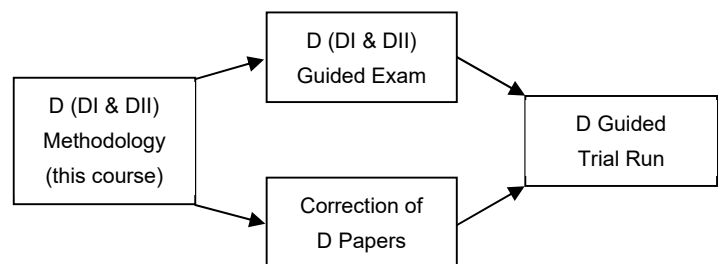 D (DI & DII)
Methodology
(this course)
D (DI & DII)
Guided Exam
Correction of
D Papers
D Guided
Trial Run